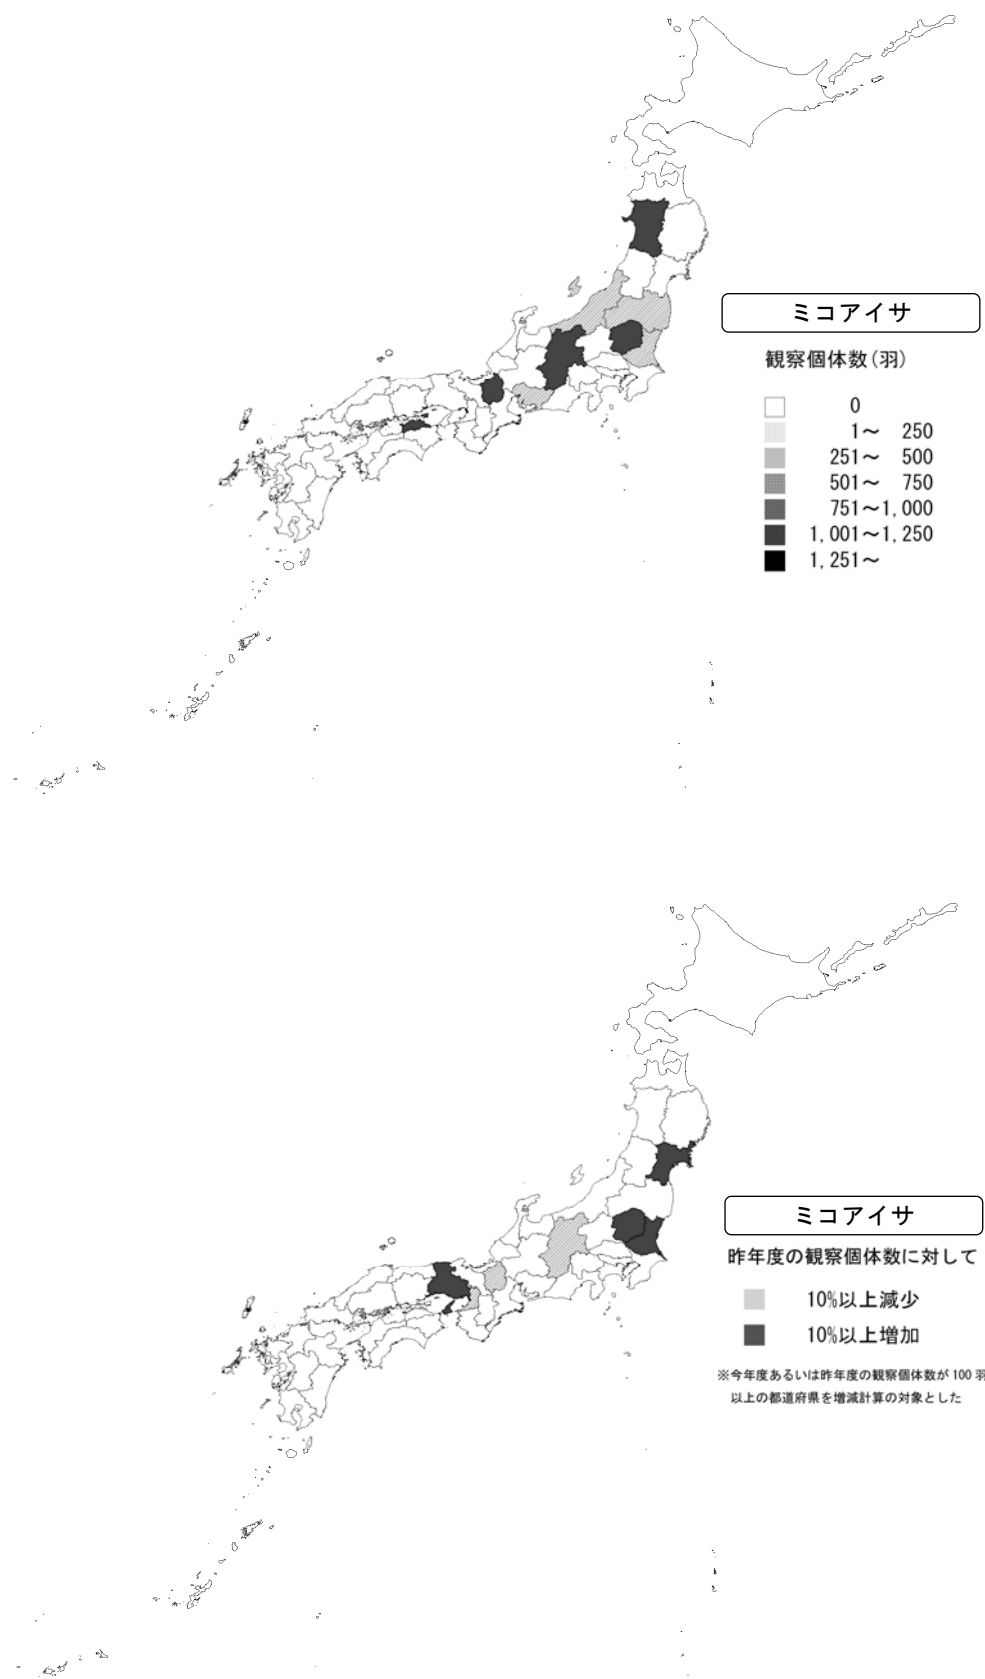 ミコアイサ
観察個体数(羽)
0
1～ 250
251～ 500
501～ 750
751～1,000
1,001～1,250
1,251～
ミコアイサ
昨年度の観察個体数に対して
10%以上減少
10%以上増加
※今年度あるいは昨年度の観察個体数が 100 羽
以上の都道府県を増減計算の対象とした